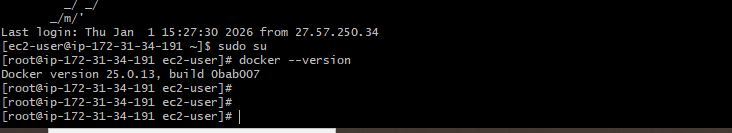 _/ _/
_/m/'
Last login: Thu Jan  1 15:27:30 2026 from 27.57.250.34
[ec2-user@ip-172-31-34-191 ~]$ sudo su
[root@ip-172-31-34-191 ec2-user]# docker --version
Docker version 25.0.13, build 0bab007
[root@ip-172-31-34-191 ec2-user]#
[root@ip-172-31-34-191 ec2-user]#
[root@ip-172-31-34-191 ec2-user]#